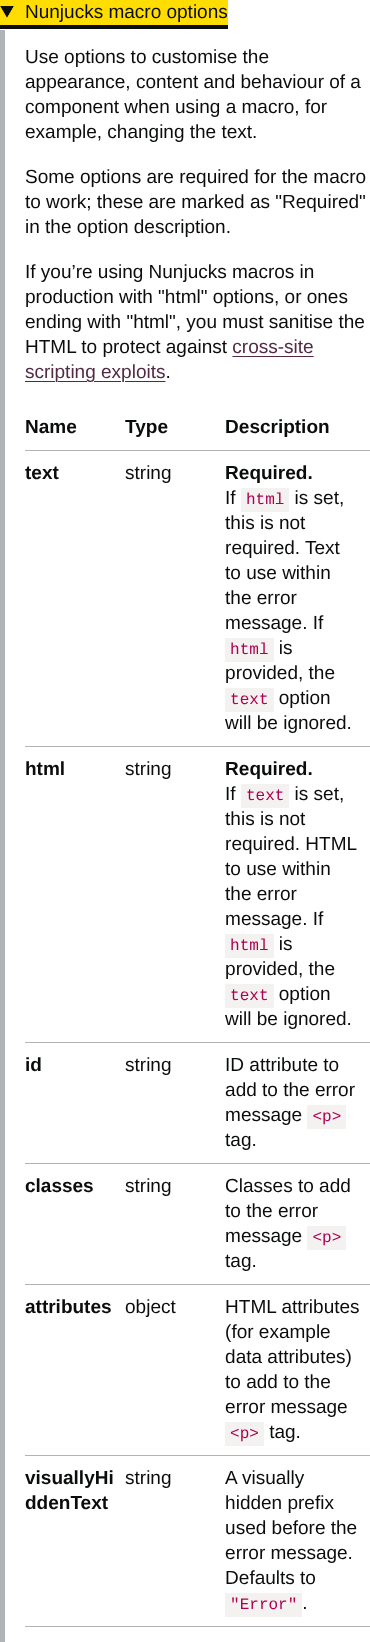 ▼ Nunjucks macro options
Use options to customise the
appearance, content and behaviour of a
component when using a macro, for
example, changing the text.
Some options are required for the macro
to work; these are marked as "Required"
in the option description.
If you’re using Nunjucks macros in
production with "html" options, or ones
ending with "html", you must sanitise the
HTML to protect against cross-site
scripting exploits.
Name Type Description
text string Required.
If html is set,
this is not
required. Text
to use within
the error
message. If
html is
provided, the
text option
will be ignored.
html string Required.
If text is set,
this is not
required. HTML
to use within
the error
message. If
html is
provided, the
text option
will be ignored.
id string ID attribute to
add to the error
message <p>
tag.
classes string Classes to add
to the error
message <p>
tag.
attributes object HTML attributes
(for example
data attributes)
to add to the
error message
<p> tag.
visuallyHi string A visually
ddenText hidden prefix
used before the
error message.
Defaults to
"Error".